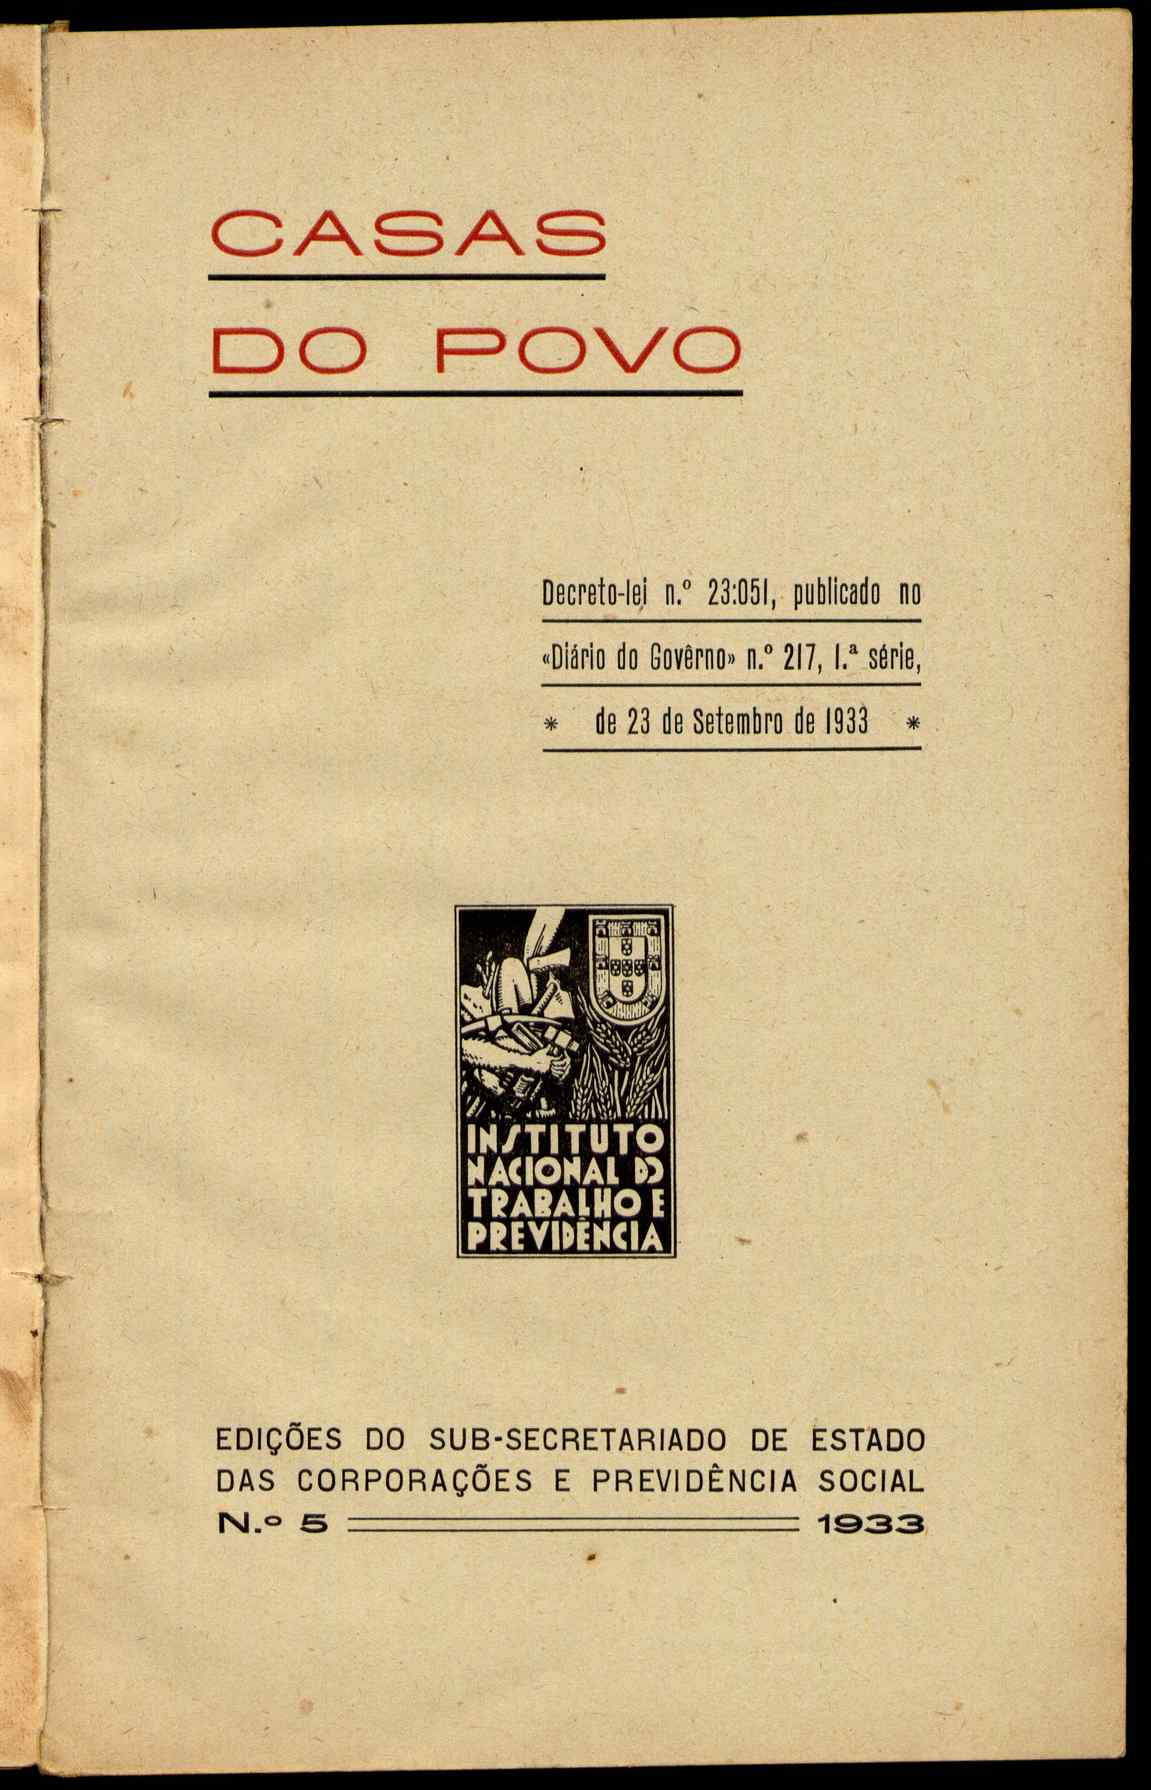 CASAS
DO POVO
Decreto-lei n.º 23:051, publicado no
«Diário do Govêrno» n.º 217, 1.ª série,
* de 23 de Setembro de 1933 *
INSTITUTO
NACIONAL DO
TRABALHO E
PREVIDÊNCIA
EDIÇÕES DO SUB-SECRETARIADO DE ESTADO
DAS CORPORAÇÕES E PREVIDÊNCIA SOCIAL
N.º 5 1933